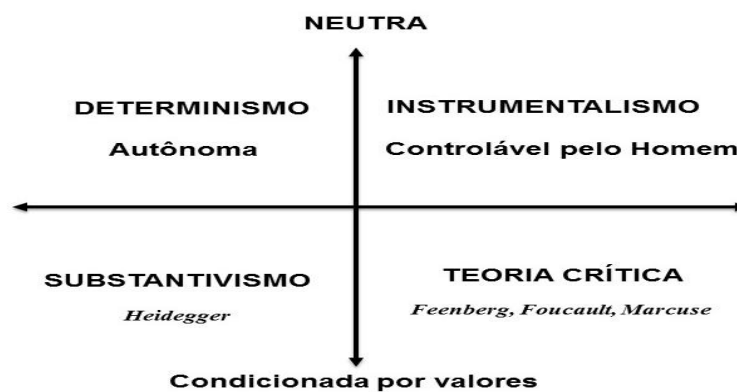 NEUTRA
DETERMINISMO
Autônoma
INSTRUMENTALISMO
Controlável pelo Homem
SUBSTANTIVISMO
Heidegger
TEORIA CRÍTICA
Feenberg, Foucault, Marcuse
Condicionada por valores